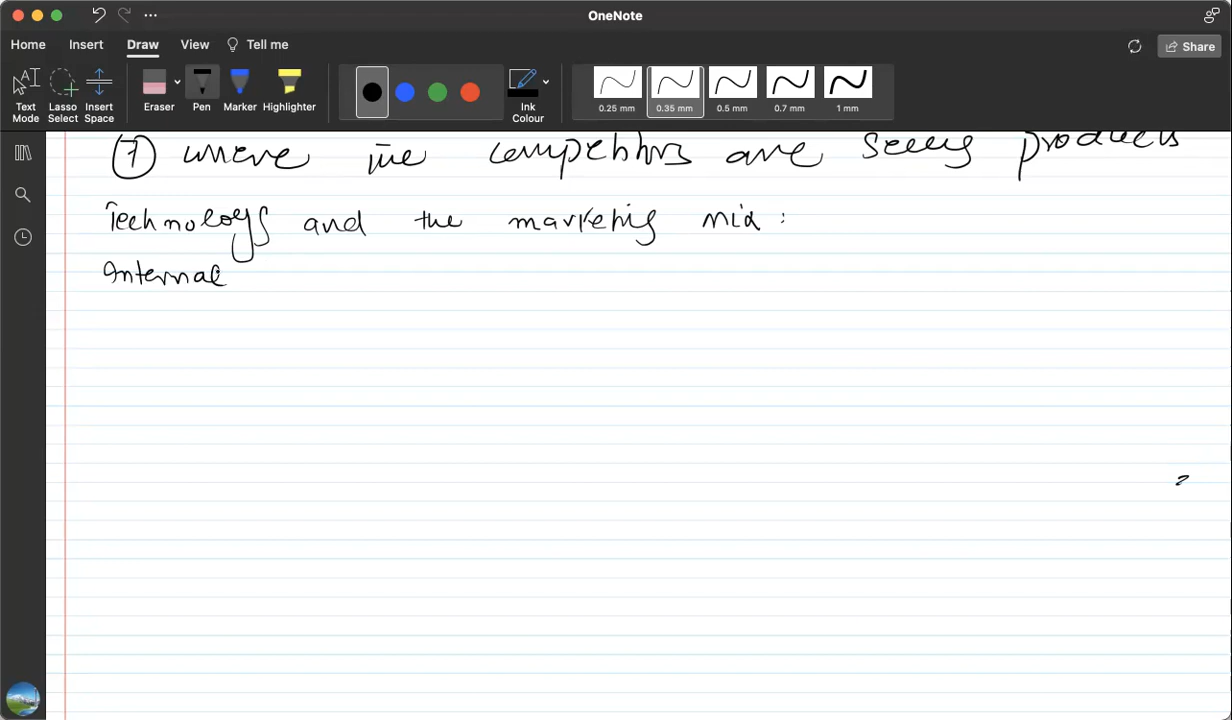 OneNote
Home Insert Draw View Tell me Share
Text Mode Lasso Select Insert Space Eraser Pen Marker Highlighter Ink Colour 0.25 mm 0.35 mm 0.5 mm 0.7 mm 1 mm
7 where the competitors are products
Technology and the marketing mix :
Internal